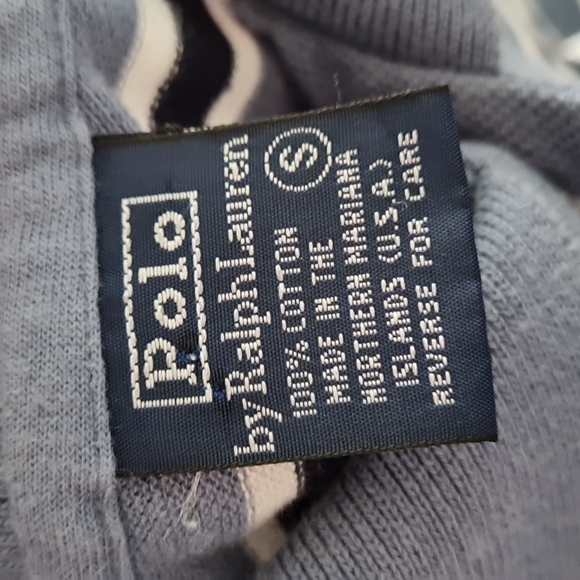 Polo
by Ralph Lauren
S
100% COTTON
MADE IN THE
NORTHERN MARIANA
ISLANDS (U.S.A)
REVERSE FOR CARE